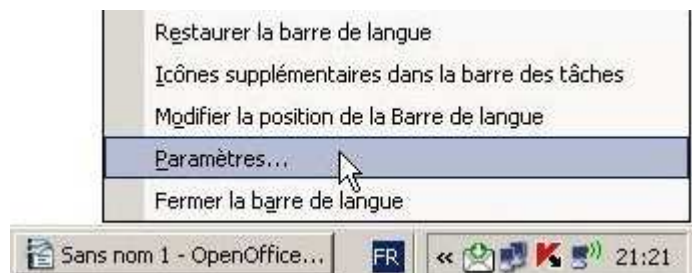 Restaurer la barre de langue
Icônes supplémentaires dans la barre des tâches
Modifier la position de la Barre de langue
Paramètres...
Fermer la barre de langue
Sans nom 1 - OpenOffice... FR « 21:21